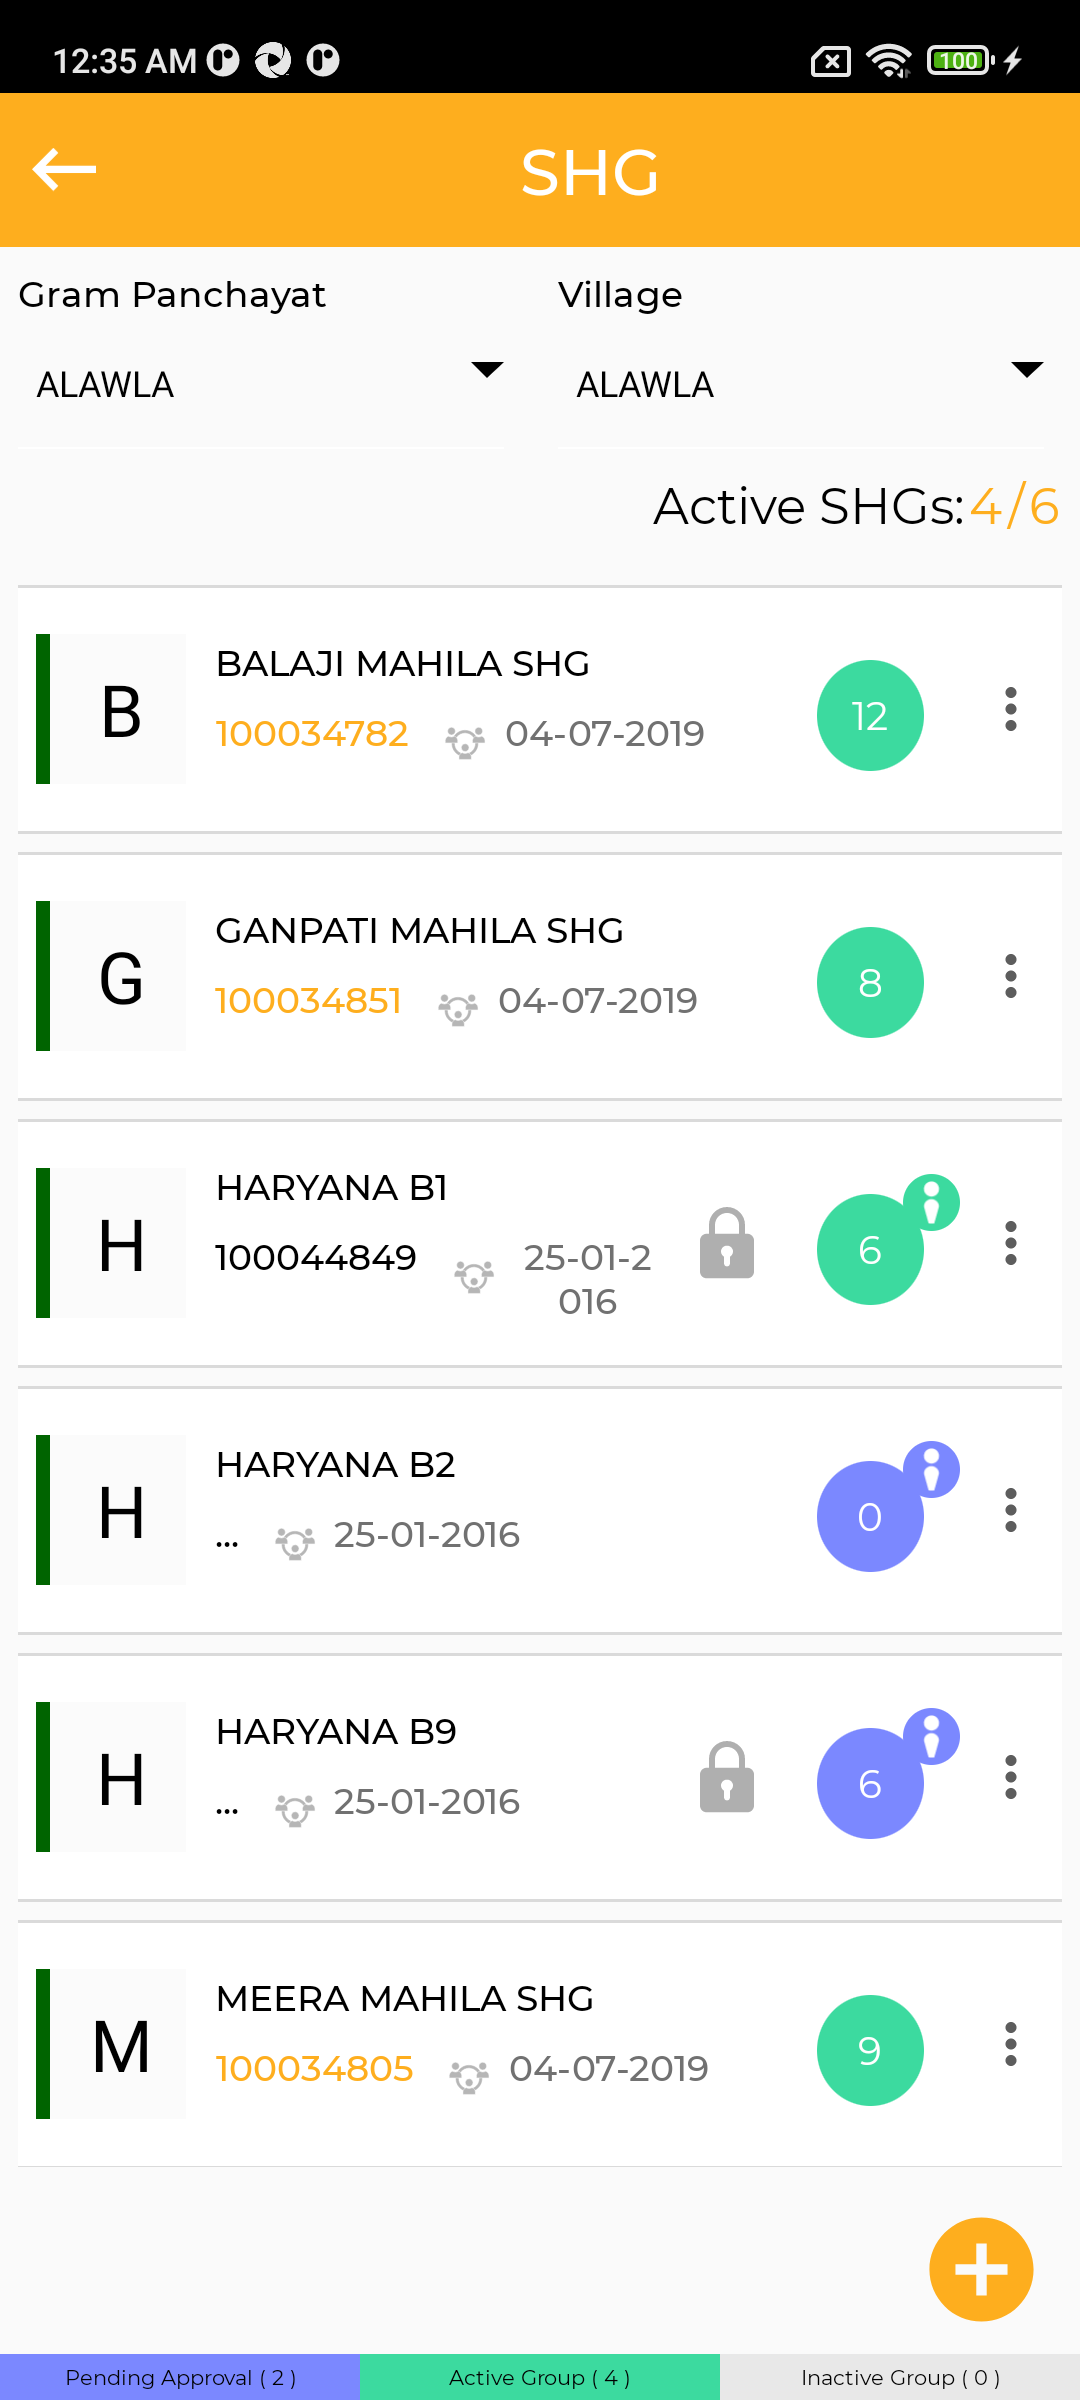 12:35 AM
100
SHG
Gram Panchayat
Village
ALAWLA
ALAWLA
Active SHGs: 4/6
B
BALAJI MAHILA SHG
100034782
04-07-2019
12
G
GANPATI MAHILA SHG
100034851
04-07-2019
8
H
HARYANA B1
100044849
25-01-2
016
6
H
HARYANA B2
...
25-01-2016
0
H
HARYANA B9
...
25-01-2016
6
M
MEERA MAHILA SHG
100034805
04-07-2019
9
Pending Approval ( 2 )
Active Group ( 4 )
Inactive Group ( 0 )